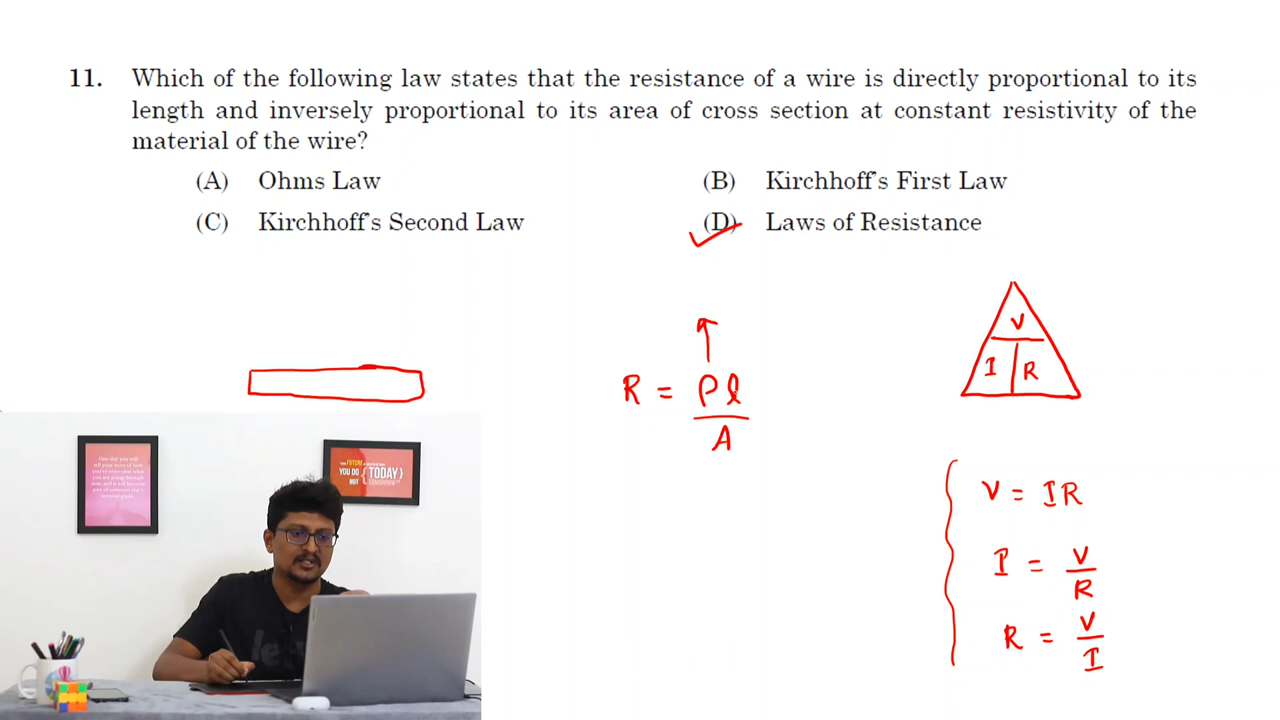 11. Which of the following law states that the resistance of a wire is directly proportional to its
length and inversely proportional to its area of cross section at constant resistivity of the
material of the wire?
(A) Ohms Law
(B) Kirchhoff's First Law
(C) Kirchhoff's Second Law
(D) Laws of Resistance
V
I R
R = ρl
A
V = IR
I = V
R
R = V
I
YOU DO
NOT
{TODAY}